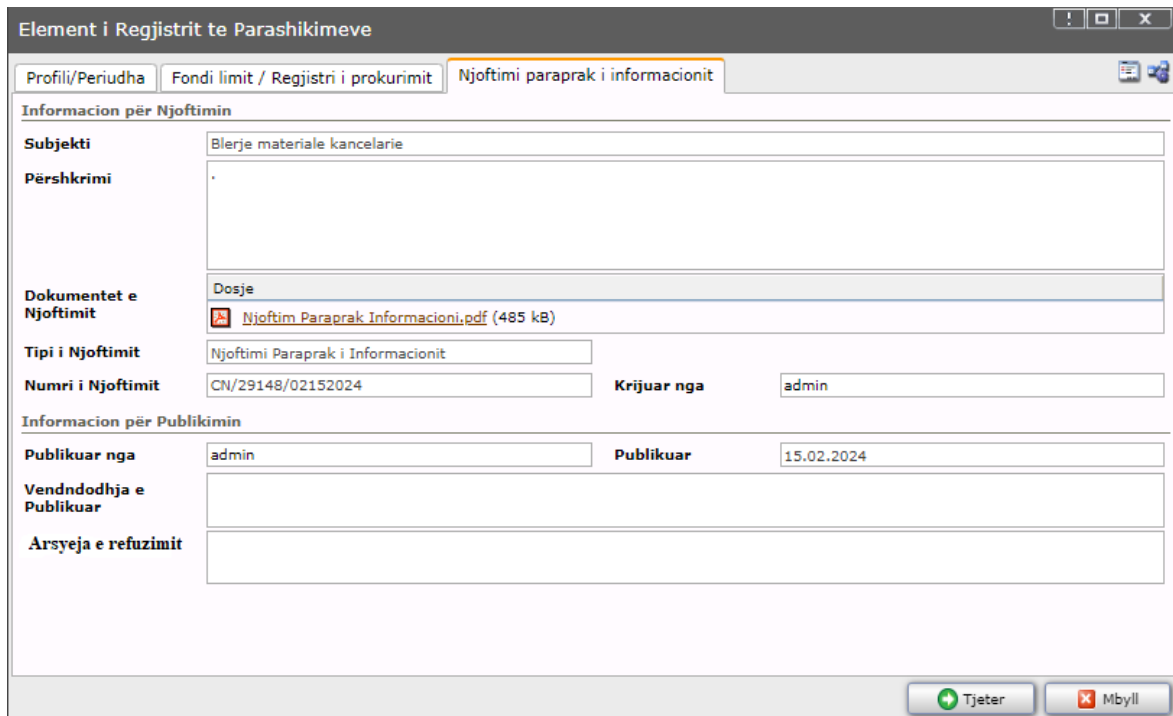 Element i Regjistrit te Parashikimeve
Profili/Periudha
Fondi limit / Regjistri i prokurimit
Njoftimi paraprak i informacionit
Informacion për Njoftimin
Subjekti
Blerje materiale kancelarie
Përshkrimi
.
Dokumentet e
Njoftimit
Dosje
Njoftim Paraprak Informacioni.pdf (485 kB)
Tipi i Njoftimit
Njoftimi Paraprak i Informacionit
Numri i Njoftimit
CN/29148/02152024
Krijuar nga
admin
Informacion për Publikimin
Publikuar nga
admin
Publikuar
15.02.2024
Vendndodhja e
Publikuar
Arsyeja e refuzimit
Tjeter
Mbyll